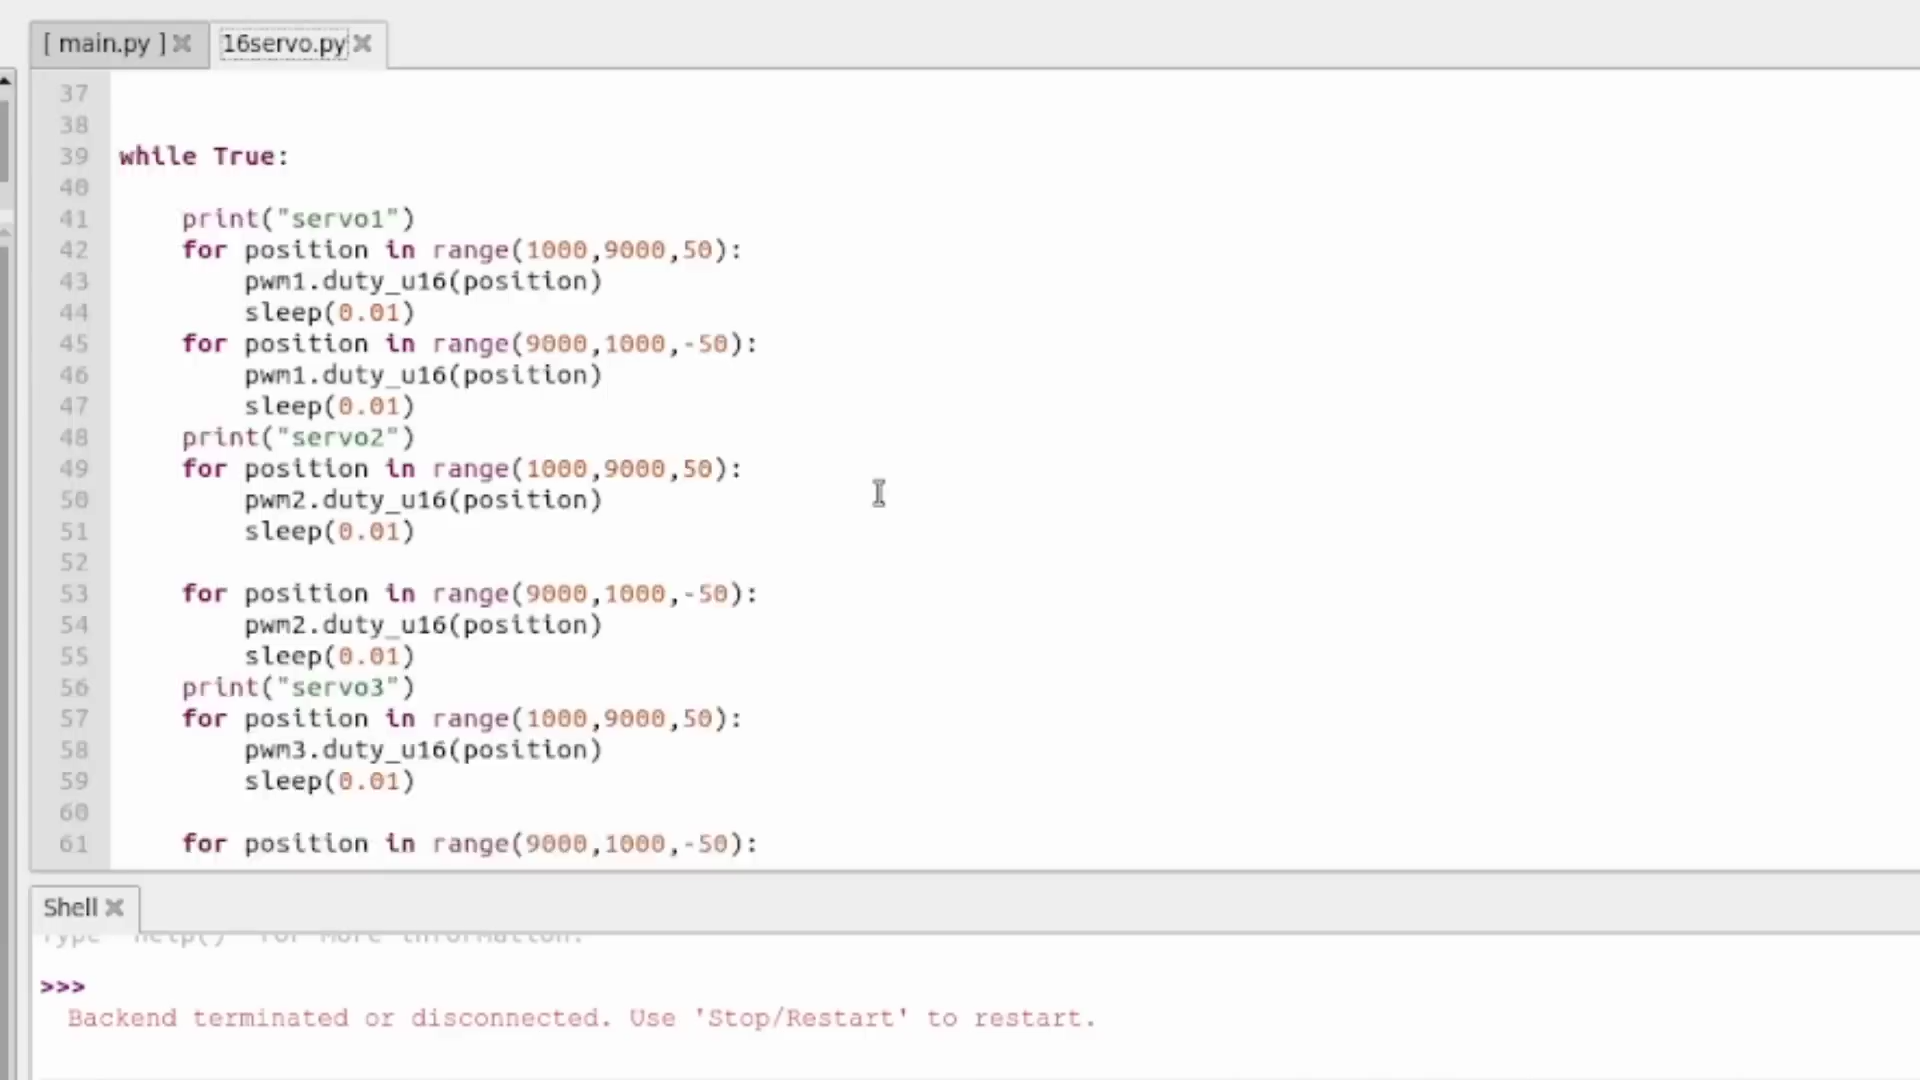 [ main.py ]
16servo.py
37
38
39 while True:
40
41 print("servo1")
42 for position in range(1000,9000,50):
43 pwm1.duty_u16(position)
44 sleep(0.01)
45 for position in range(9000,1000,-50):
46 pwm1.duty_u16(position)
47 sleep(0.01)
48 print("servo2")
49 for position in range(1000,9000,50):
50 pwm2.duty_u16(position)
51 sleep(0.01)
52
53 for position in range(9000,1000,-50):
54 pwm2.duty_u16(position)
55 sleep(0.01)
56 print("servo3")
57 for position in range(1000,9000,50):
58 pwm3.duty_u16(position)
59 sleep(0.01)
60
61 for position in range(9000,1000,-50):
Shell
Type help() for more information.
>>>
Backend terminated or disconnected. Use 'Stop/Restart' to restart.